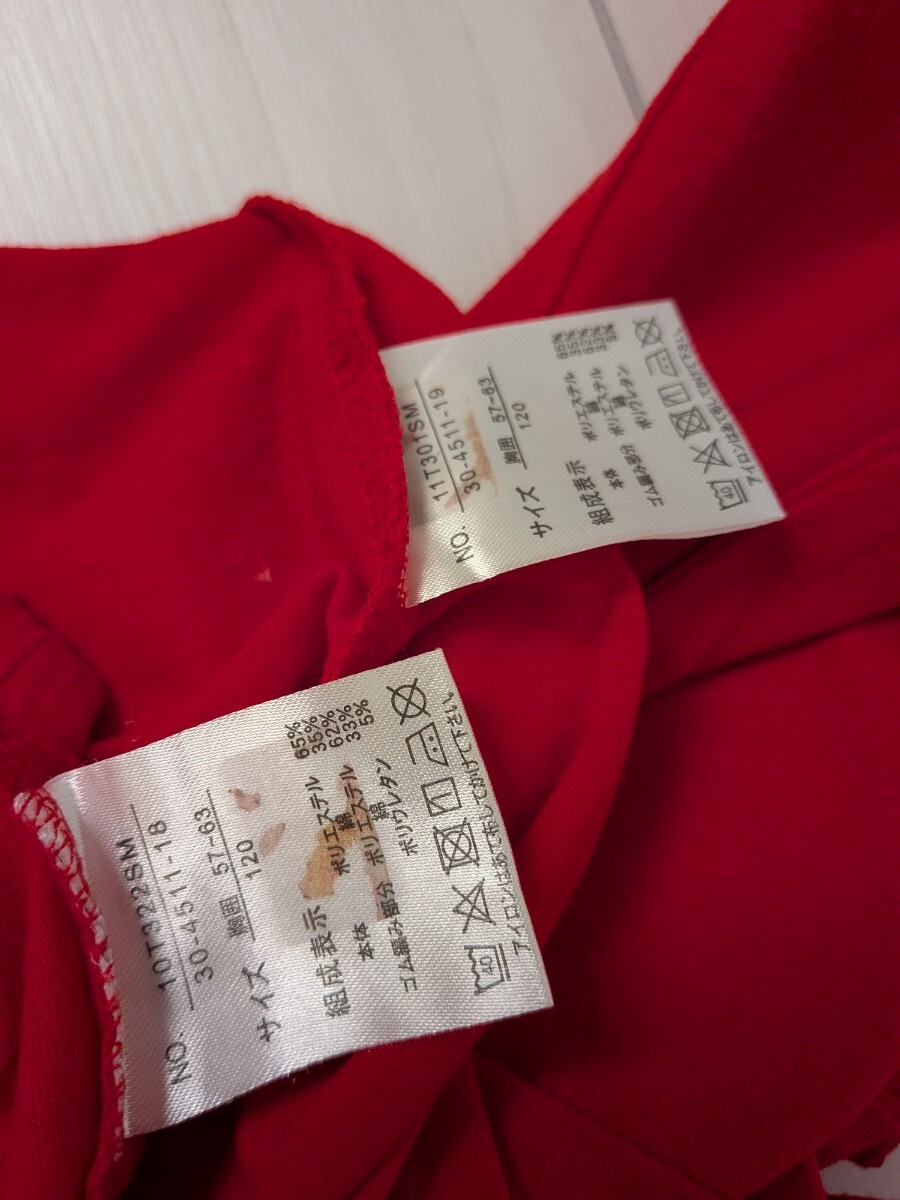 NO. 11T301SM
30-4511-19
サイズ 胸囲 57~63
120
組成表示 ポリエステル 65%
本体 綿 35%
ポリエステル 62%
ゴム編み部分 綿 33%
ポリウレタン 5%
40
アイロンはあて布をしてかけて下さい。
NO. 10T322SM
30-4511-18
サイズ 胸囲 57~63
120
組成表示 ポリエステル 65%
本体 綿 35%
ポリエステル 62%
ゴム編み部分 綿 33%
ポリウレタン 5%
40
アイロンはあて布をしてかけて下さい。